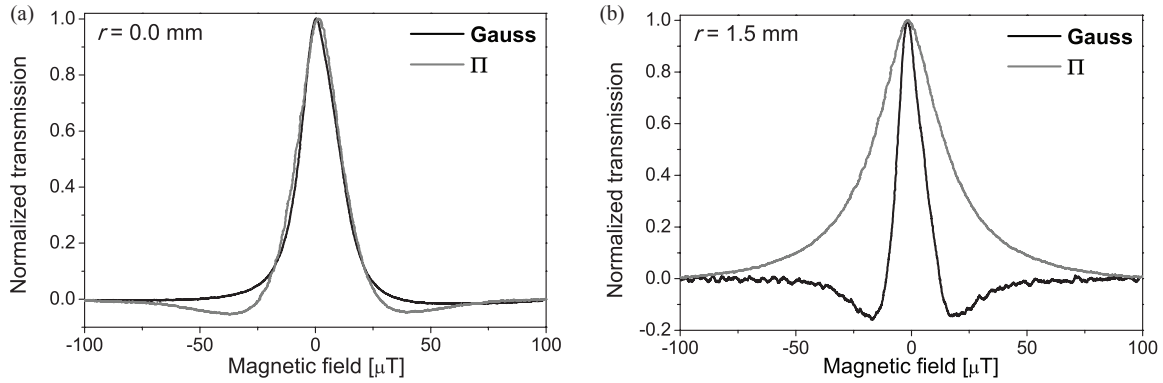 (a)
r = 0.0 mm
Gauss
Π
Normalized transmission
1.0
0.8
0.6
0.4
0.2
0.0
-100
-50
0
50
100
Magnetic field [μT]
(b)
r = 1.5 mm
Gauss
Π
Normalized transmission
1.0
0.8
0.6
0.4
0.2
0.0
-0.2
-100
-50
0
50
100
Magnetic field [μT]